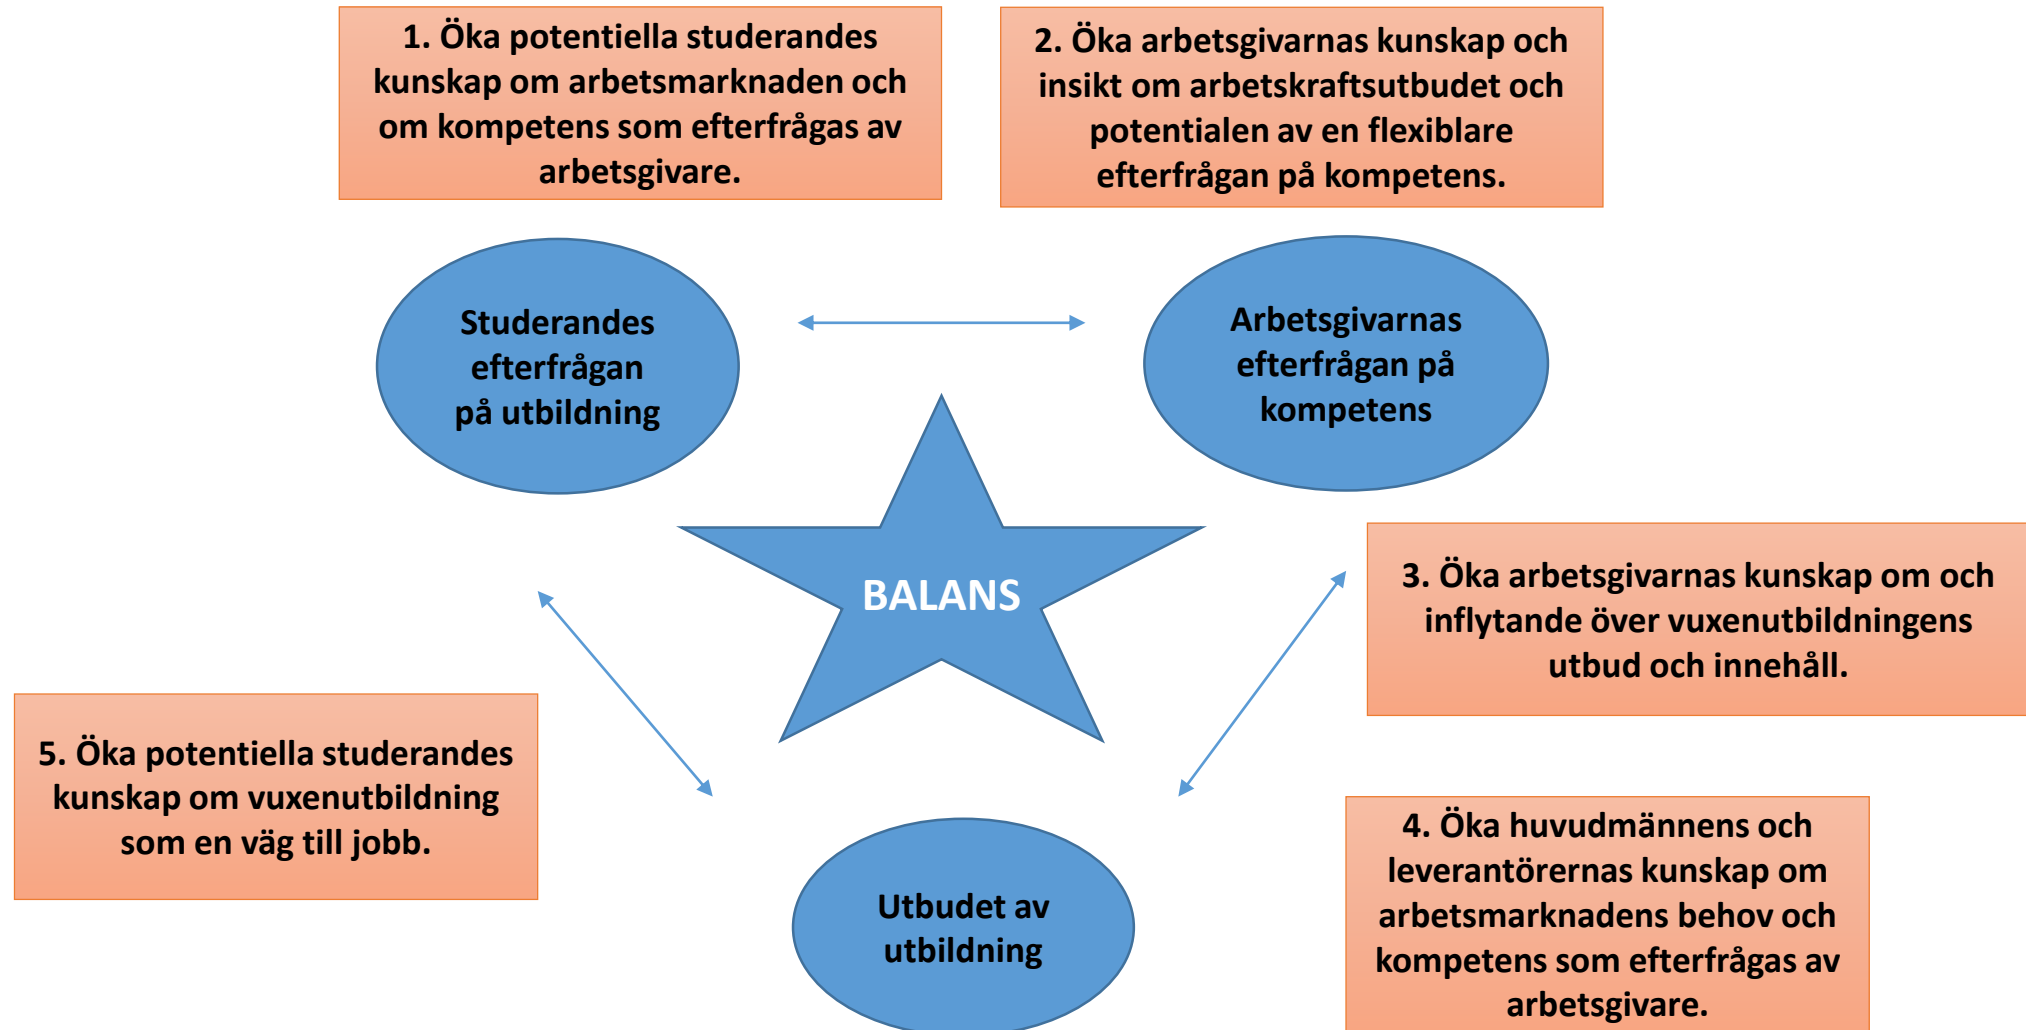 1. Öka potentiella studerandes
kunskap om arbetsmarknaden och
om kompetens som efterfrågas av
arbetsgivare.
2. Öka arbetsgivarnas kunskap och
insikt om arbetskraftsutbudet och
potentialen av en flexiblare
efterfrågan på kompetens.
Studerandes
efterfrågan
på utbildning
Arbetsgivarnas
efterfrågan på
kompetens
BALANS
3. Öka arbetsgivarnas kunskap om och
inflytande över vuxenutbildningens
utbud och innehåll.
5. Öka potentiella studerandes
kunskap om vuxenutbildning
som en väg till jobb.
Utbudet av
utbildning
4. Öka huvudmännens och
leverantörernas kunskap om
arbetsmarknadens behov och
kompetens som efterfrågas av
arbetsgivare.